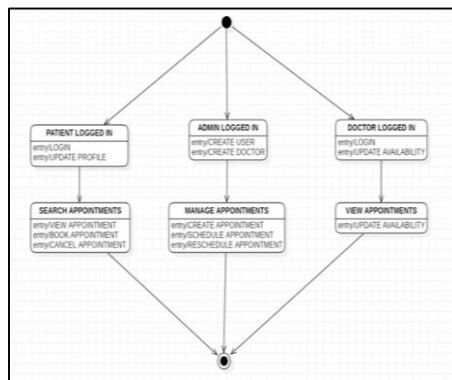 PATIENT LOGGED IN
entry/LOGIN
entry/UPDATE PROFILE
ADMIN LOGGED IN
entry/CREATE USER
entry/CREATE DOCTOR
DOCTOR LOGGED IN
entry/LOGIN
entry/UPDATE AVAILABILITY
SEARCH APPOINTMENTS
entry/VIEW APPOINTMENT
entry/BOOK APPOINTMENT
entry/CANCEL APPOINTMENT
MANAGE APPOINTMENTS
entry/CREATE APPOINTMENT
entry/SCHEDULE APPOINTMENT
entry/RESCHEDULE APPOINTMENT
VIEW APPOINTMENTS
entry/UPDATE AVAILABILITY